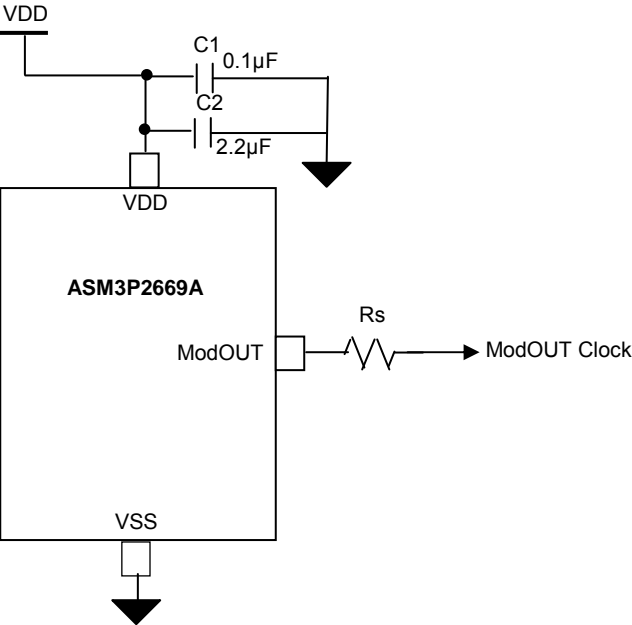 VDD
C1
0.1µF
C2
2.2µF
VDD
ASM3P2669A
Rs
ModOUT
ModOUT Clock
VSS